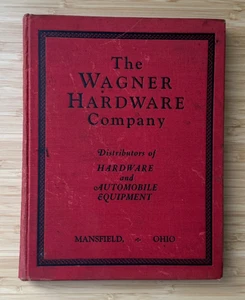 The
WAGNER
HARDWARE
Company
Distributors of
HARDWARE
and
AUTOMOBILE
EQUIPMENT
MANSFIELD, - OHIO